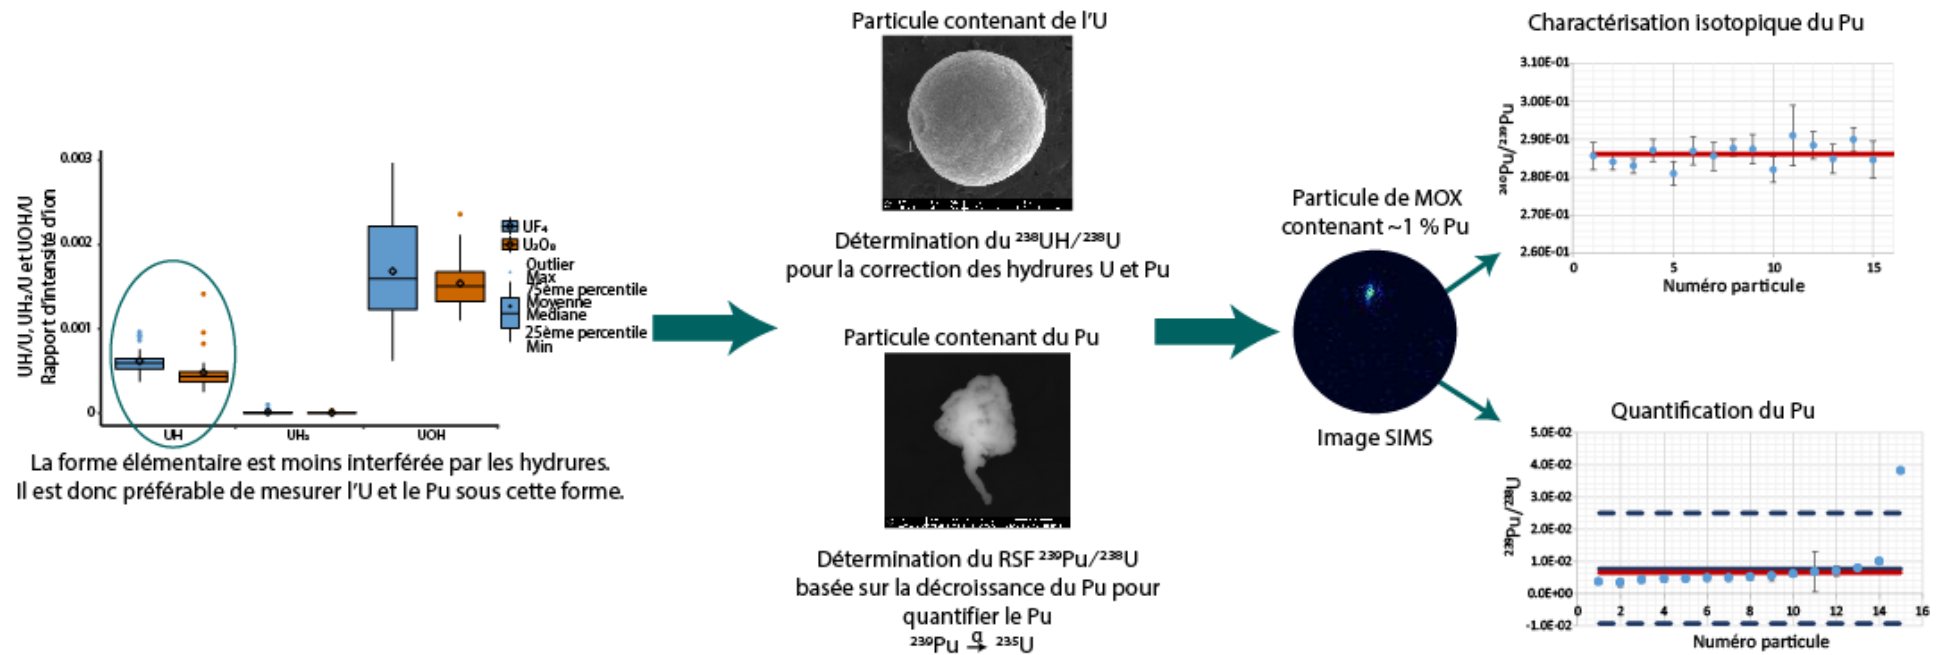 0.003
0.002
0.001
0
UH/U, UH₂/U et UOH/U
Rapport d'intensité d'ion
UH
UH₂
UOH
UF₄
U₃O₈
Outlier
Max
75ème percentile
Moyenne
Médiane
25ème percentile
Min
La forme élémentaire est moins interférée par les hydrures.
Il est donc préférable de mesurer l'U et le Pu sous cette forme.
Particule contenant de l'U
Détermination du ²³⁸UH/²³⁸U
pour la correction des hydrures U et Pu
Particule contenant du Pu
Détermination du RSF ²³⁹Pu/²³⁸U
basée sur la décroissance du Pu pour
quantifier le Pu
α
²³⁹Pu → ²³⁵U
Particule de MOX
contenant ~1 % Pu
Image SIMS
Charactérisation isotopique du Pu
3.10E-01
3.00E-01
2.90E-01
2.80E-01
2.70E-01
2.60E-01
²⁴⁰Pu/²³⁹Pu
0 5 10 15
Numéro particule
Quantification du Pu
5.0E-02
4.0E-02
3.0E-02
2.0E-02
1.0E-02
0.0E+00
-1.0E-02
²³⁹Pu/²³⁸U
0 2 4 6 8 10 12 14 16
Numéro particule